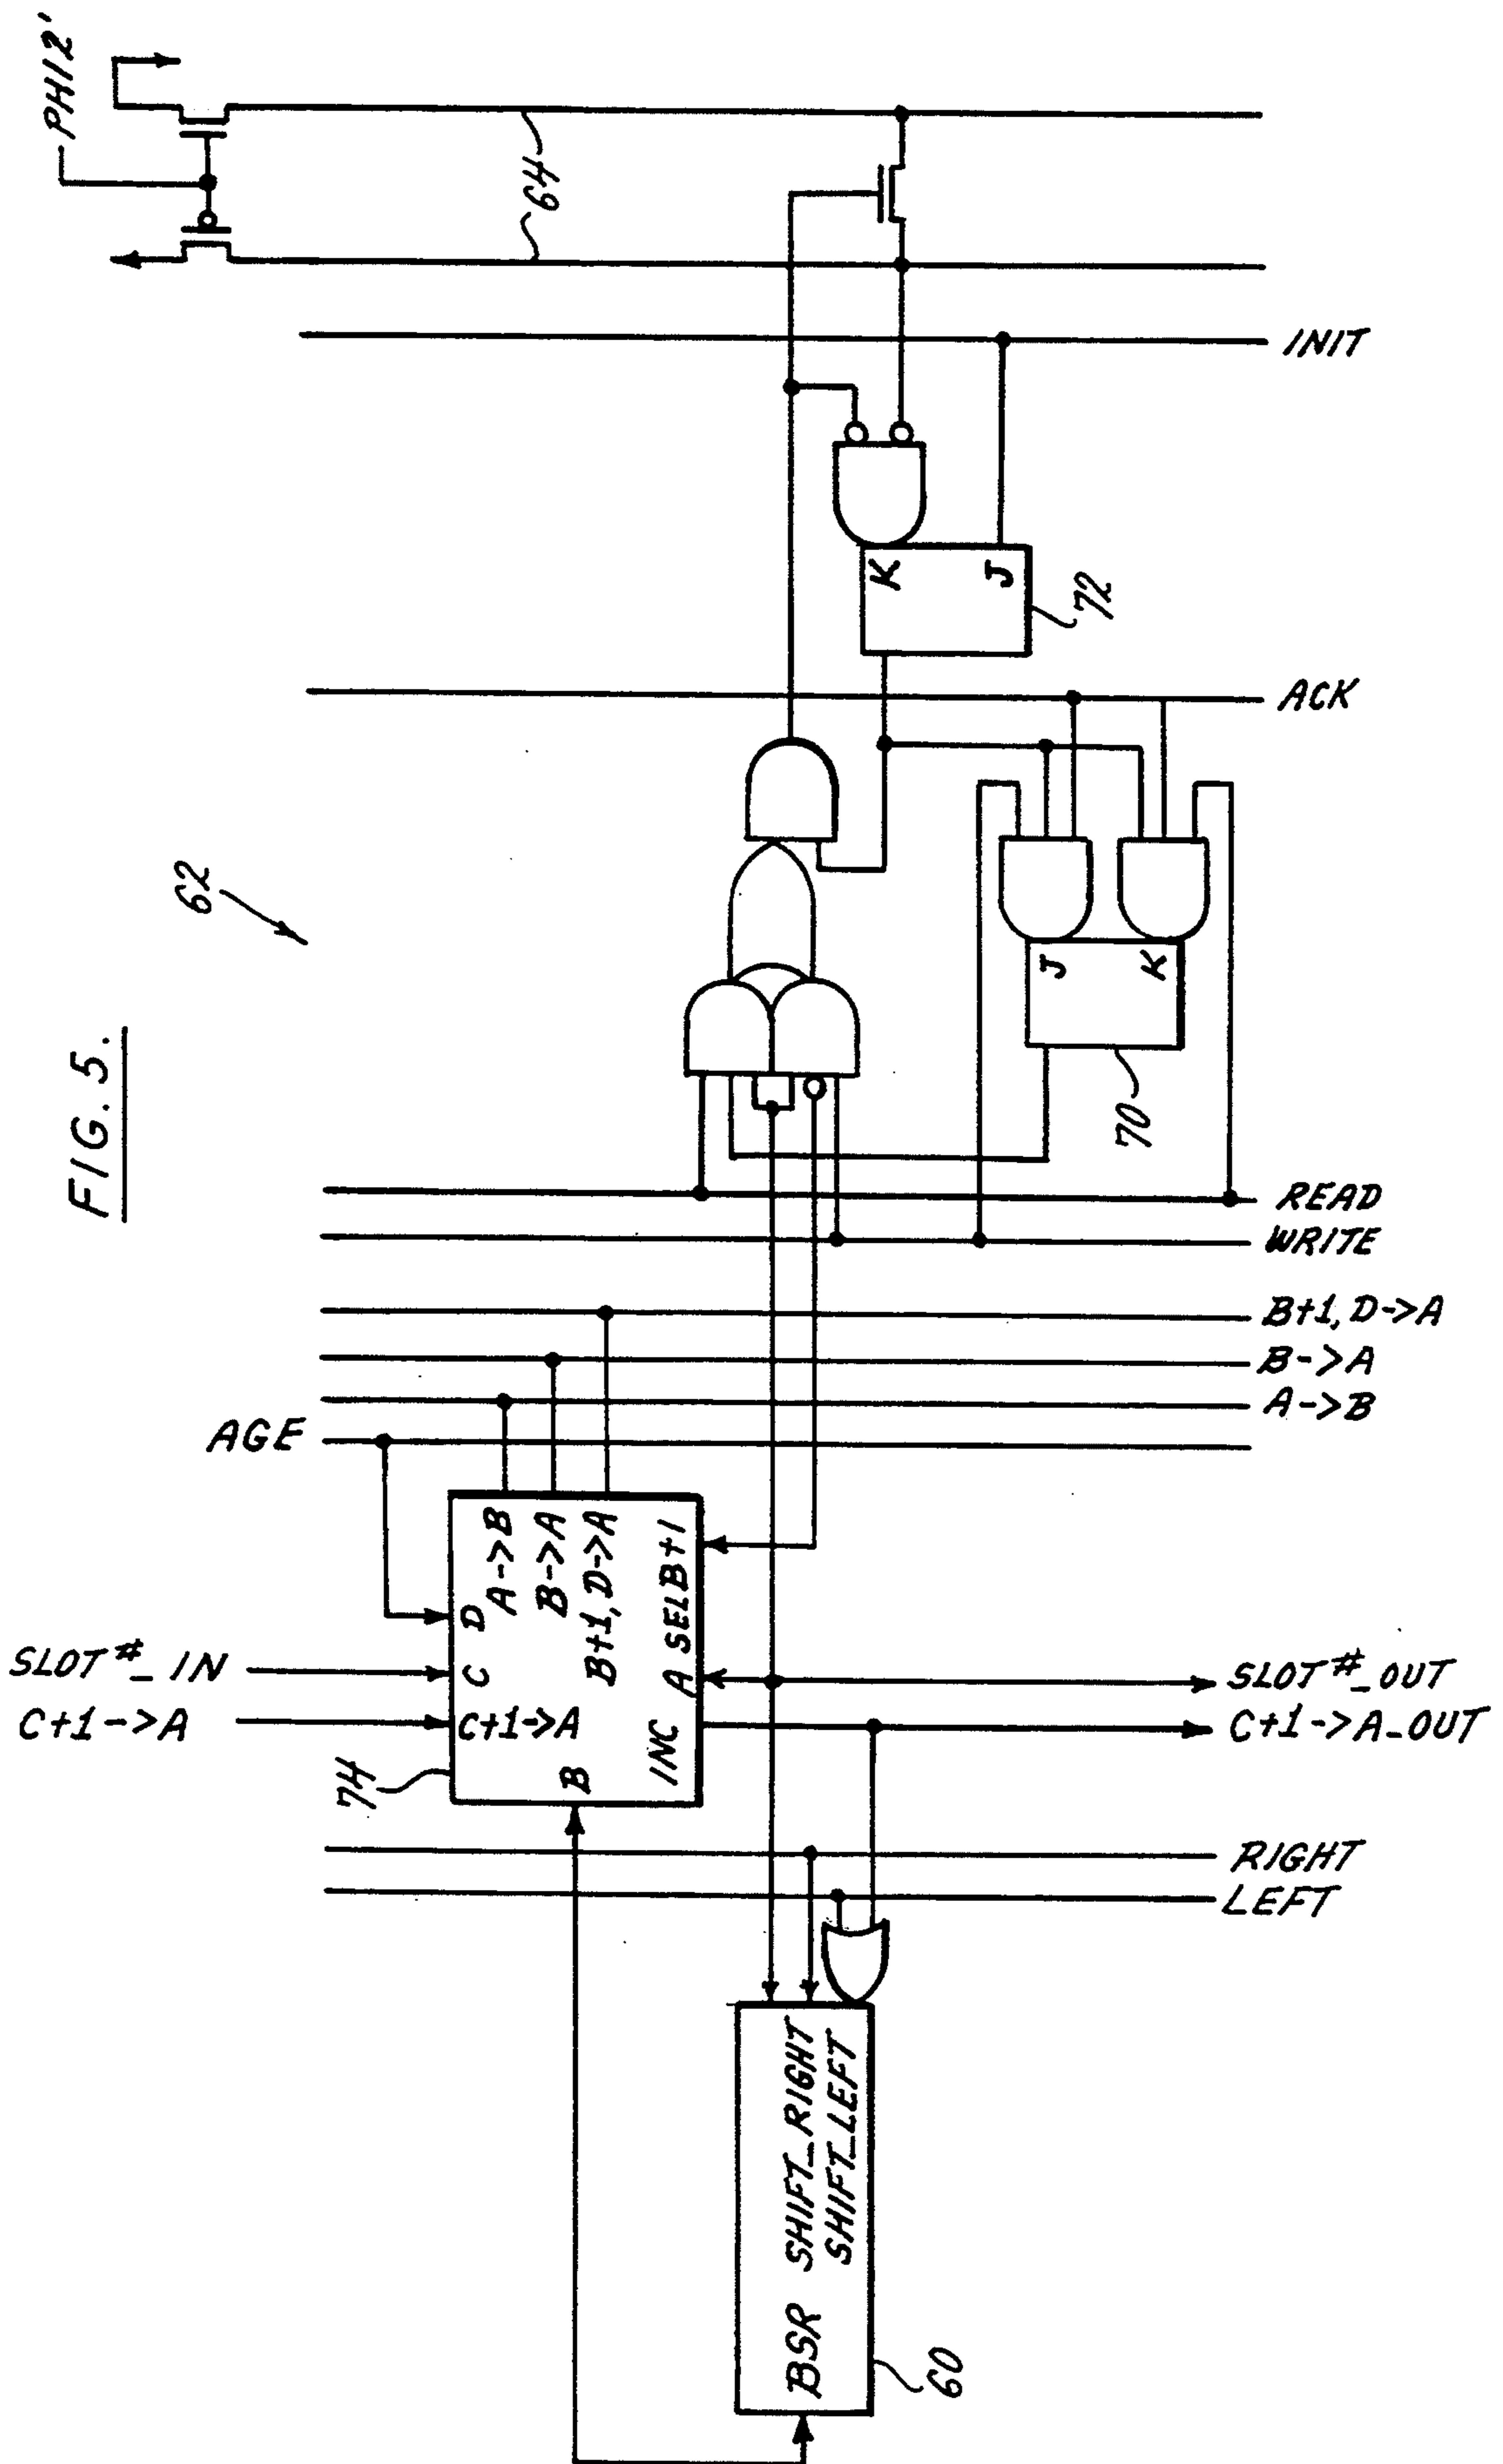 PHI2'
64
INIT
72
K
J
ACK
62
J
K
70
FIG. 5.
READ
WRITE
B+1, D->A
B->A
A->B
AGE
D
A->B
B->A
B+1, D->A
SLOT#_IN
C
C+1->A
C+1->A
A SELB+1
INC
B
SLOT#_OUT
C+1->A-OUT
74
RIGHT
LEFT
BSR SHIFT_RIGHT
SHIFT_LEFT
60